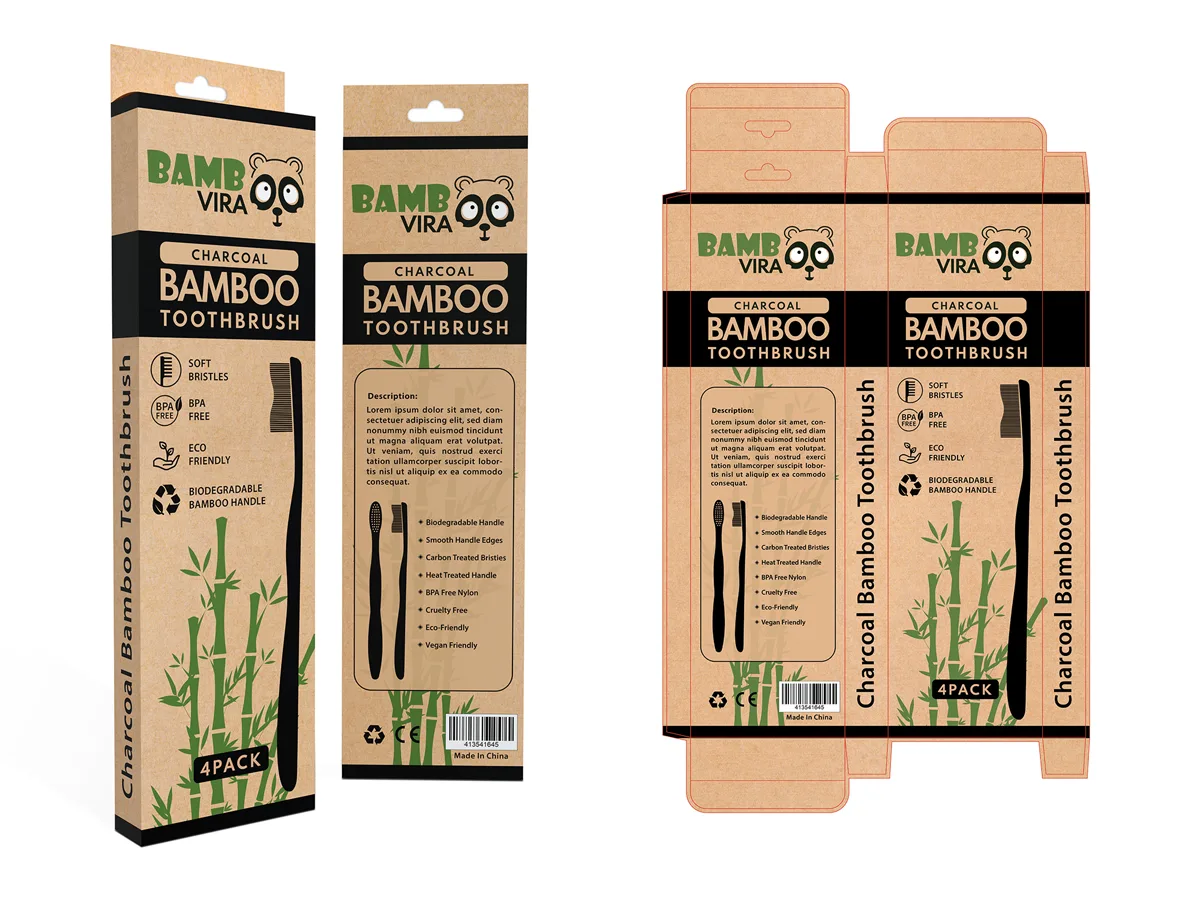 BAMB
VIRA
CHARCOAL
BAMBOO
TOOTHBRUSH
SOFT
BRISTLES
BPA
FREE
BPA
FREE
ECO
FRIENDLY
BIODEGRADABLE
BAMBOO HANDLE
4PACK
Charcoal Bamboo Toothbrush
BAMB
VIRA
CHARCOAL
BAMBOO
TOOTHBRUSH
Description:
Lorem ipsum dolor sit amet, con-
sectetuer adipiscing elit, sed diam
nonummy nibh euismod tincidunt
ut magna aliquam erat volutpat.
Ut veniam, quis nostrud exerci
tation ullamcorper suscipit lobor-
tis nisl ut aliquip ex ea commodo
consequat.
Biodegradable Handle
Smooth Handle Edges
Carbon Treated Bristies
Heat Treated Handle
BPA Free Nylon
Cruelty Free
Eco-Friendly
Vegan Friendly
CE
413541645
Made In China
BAMB
VIRA
CHARCOAL
BAMBOO
TOOTHBRUSH
Description:
Lorem ipsum dolor sit amet, con-
sectetuer adipiscing elit, sed diam
nonummy nibh euismod tincidunt
ut magna aliquam erat volutpat.
Ut veniam, quis nostrud exerci
tation ullamcorper suscipit lobor-
tis nisl ut aliquip ex ea commodo
consequat.
Biodegradable Handle
Smooth Handle Edges
Carbon Treated Bristies
Heat Treated Handle
BPA Free Nylon
Cruelty Free
Eco-Friendly
Vegan Friendly
CE
413541645
Made In China
Charcoal Bamboo Toothbrush
BAMB
VIRA
CHARCOAL
BAMBOO
TOOTHBRUSH
SOFT
BRISTLES
BPA
FREE
BPA
FREE
ECO
FRIENDLY
BIODEGRADABLE
BAMBOO HANDLE
4PACK
Charcoal Bamboo Toothbrush